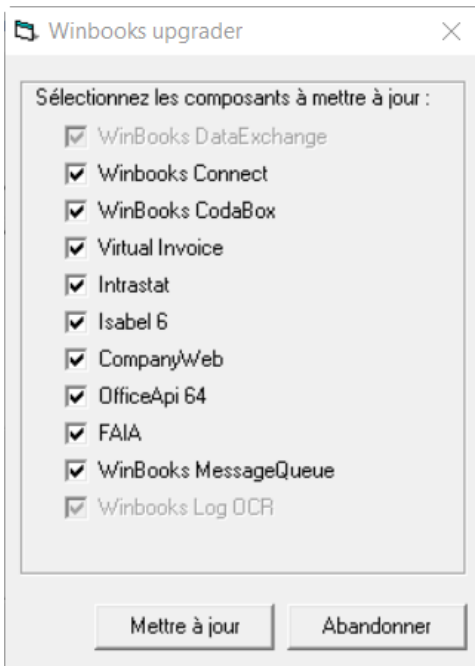 Winbooks upgrader
Sélectionnez les composants à mettre à jour :
WinBooks DataExchange
Winbooks Connect
WinBooks CodaBox
Virtual Invoice
Intrastat
Isabel 6
CompanyWeb
OfficeApi 64
FAIA
WinBooks MessageQueue
Winbooks Log OCR
Mettre à jour
Abandonner